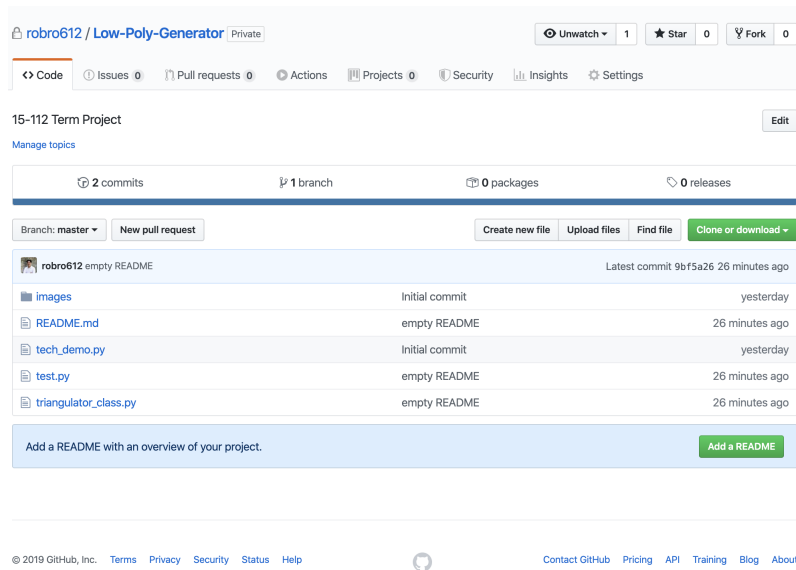 robro612 / Low-Poly-Generator Private
Unwatch 1 Star 0 Fork 0
Code Issues 0 Pull requests 0 Actions Projects 0 Security Insights Settings
15-112 Term Project Edit
Manage topics
2 commits 1 branch 0 packages 0 releases
Branch: master New pull request Create new file Upload files Find file Clone or download
robro612 empty README Latest commit 9bf5a26 26 minutes ago
images Initial commit yesterday
README.md empty README 26 minutes ago
tech_demo.py Initial commit yesterday
test.py empty README 26 minutes ago
triangulator_class.py empty README 26 minutes ago
Add a README with an overview of your project. Add a README
© 2019 GitHub, Inc. Terms Privacy Security Status Help Contact GitHub Pricing API Training Blog About